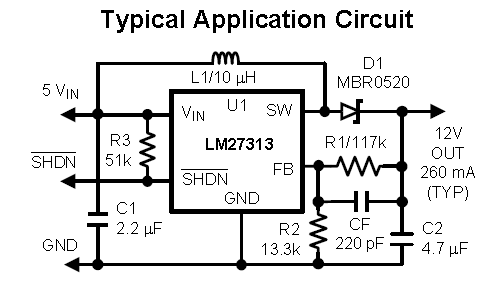 Typical Application Circuit
L1/10 µH
D1
MBR0520
5 VIN
VIN
U1
SW
R3
51k
LM27313
R1/117k
12V
OUT
260 mA
(TYP)
SHDN
SHDN
FB
GND
C1
2.2 µF
R2
13.3k
CF
220 pF
C2
4.7 µF
GND